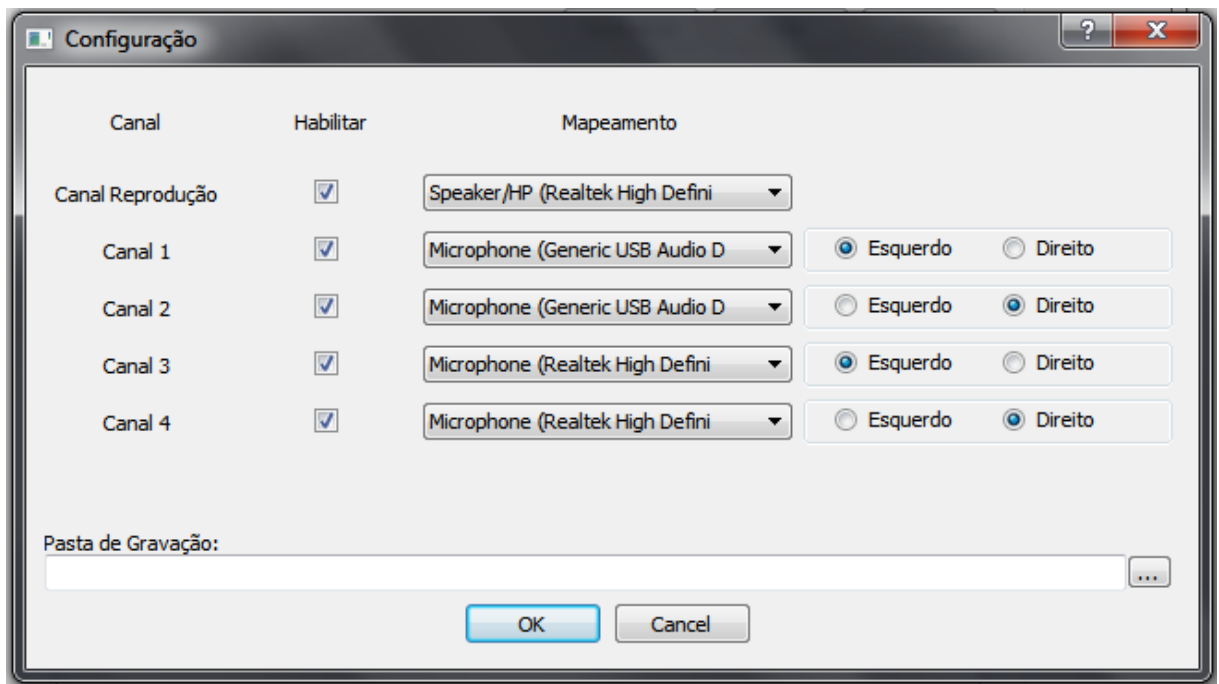 Configuração
Canal Habilitar Mapeamento
Canal Reprodução Speaker/HP (Realtek High Defini
Canal 1 Microphone (Generic USB Audio D Esquerdo Direito
Canal 2 Microphone (Generic USB Audio D Esquerdo Direito
Canal 3 Microphone (Realtek High Defini Esquerdo Direito
Canal 4 Microphone (Realtek High Defini Esquerdo Direito
Pasta de Gravação:
...
OK Cancel